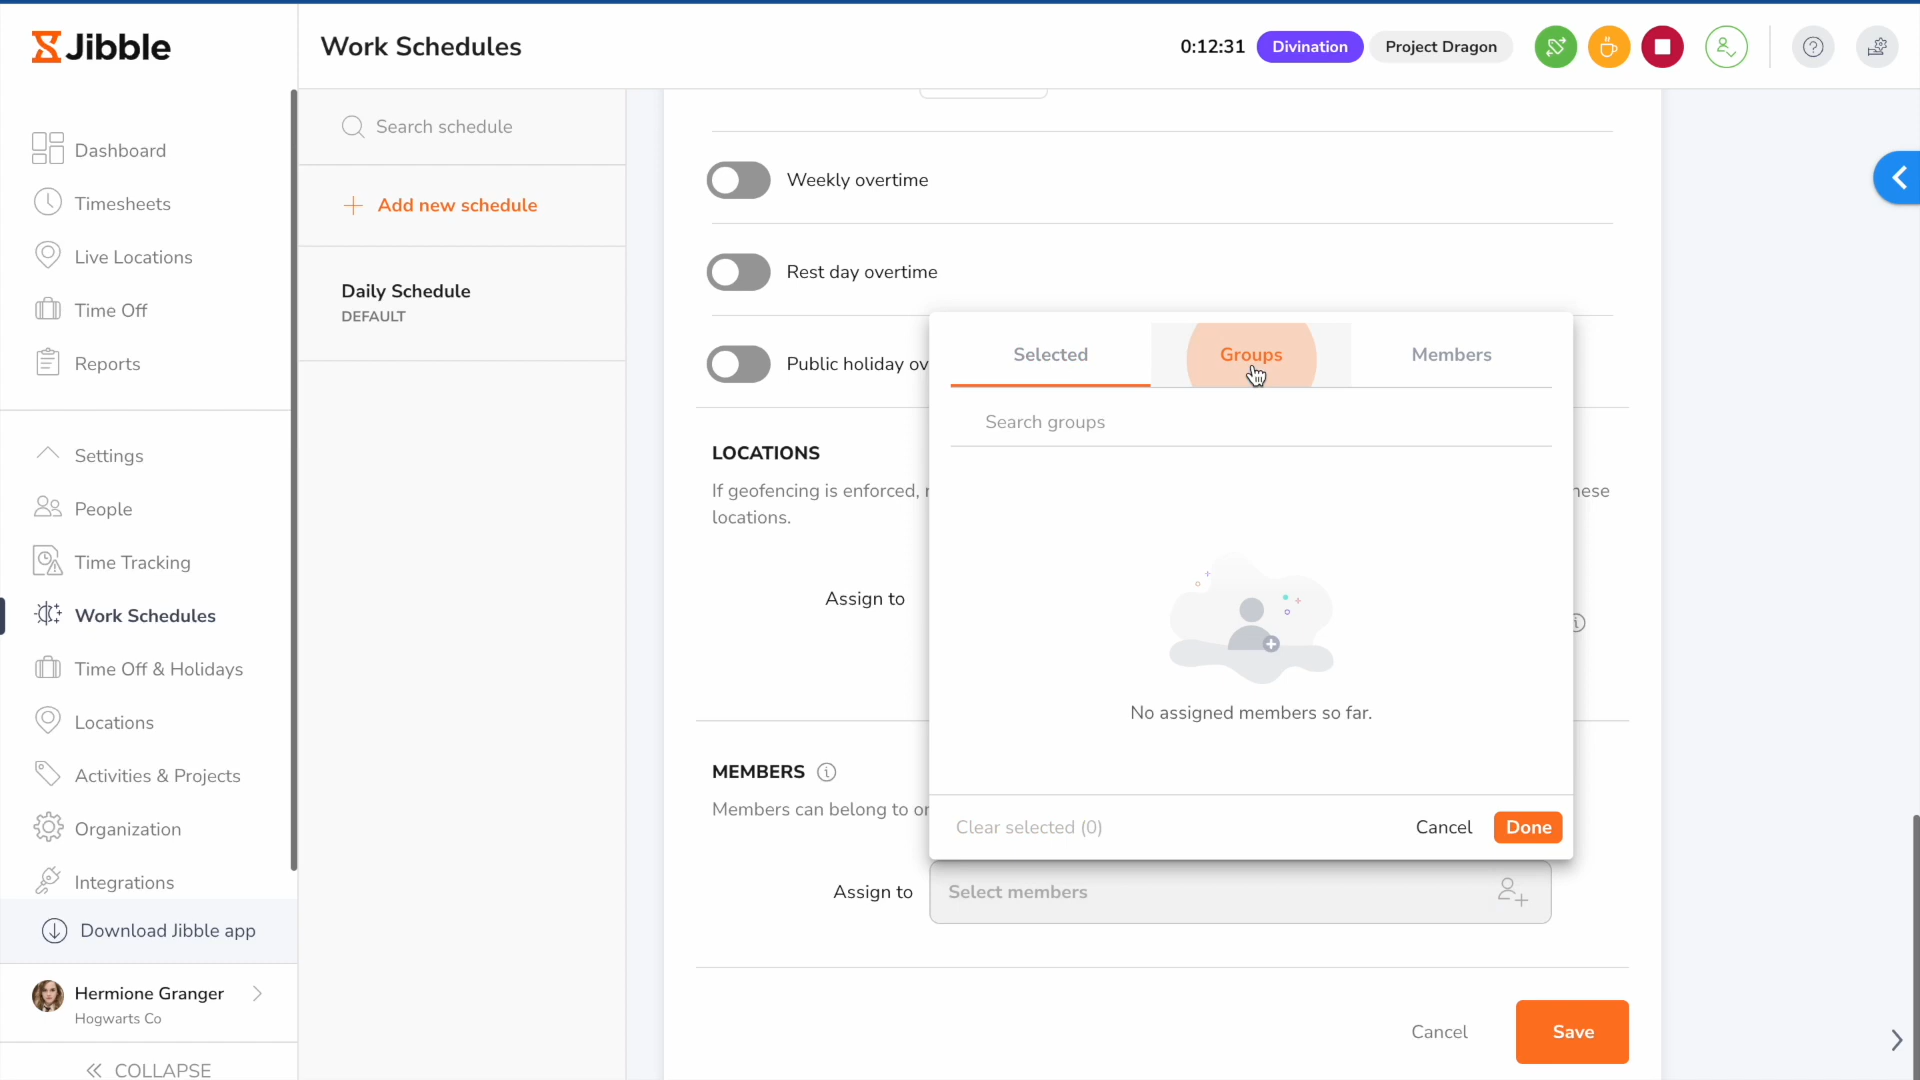 Jibble
Work Schedules
0:12:31
Divination
Project Dragon
Dashboard
Timesheets
Live Locations
Time Off
Reports
Settings
People
Time Tracking
Work Schedules
Time Off & Holidays
Locations
Activities & Projects
Organization
Integrations
Download Jibble app
Hermione Granger
Hogwarts Co
COLLAPSE
Search schedule
Add new schedule
Daily Schedule
DEFAULT
Weekly overtime
Rest day overtime
Public holiday ov
LOCATIONS
If geofencing is enforced,
locations.
Assign to
MEMBERS
Members can belong to
Selected
Groups
Members
Search groups
No assigned members so far.
Clear selected (0)
Cancel
Done
Assign to
Select members
Cancel
Save